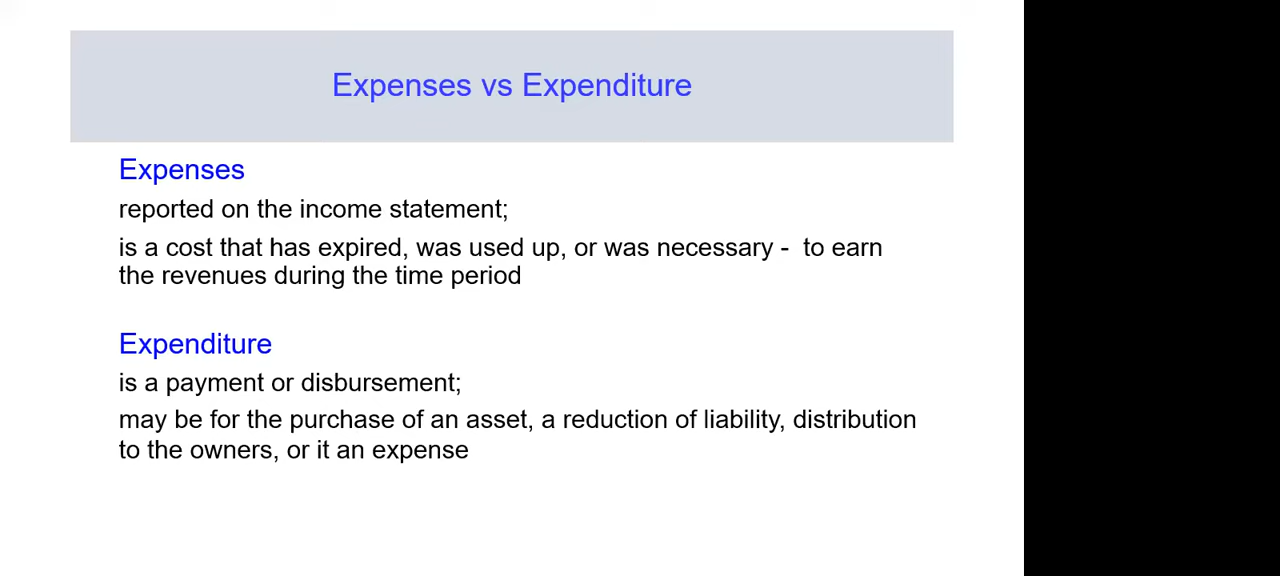 Expenses vs Expenditure
Expenses
reported on the income statement;
is a cost that has expired, was used up, or was necessary -  to earn
the revenues during the time period
Expenditure
is a payment or disbursement;
may be for the purchase of an asset, a reduction of liability, distribution
to the owners, or it an expense